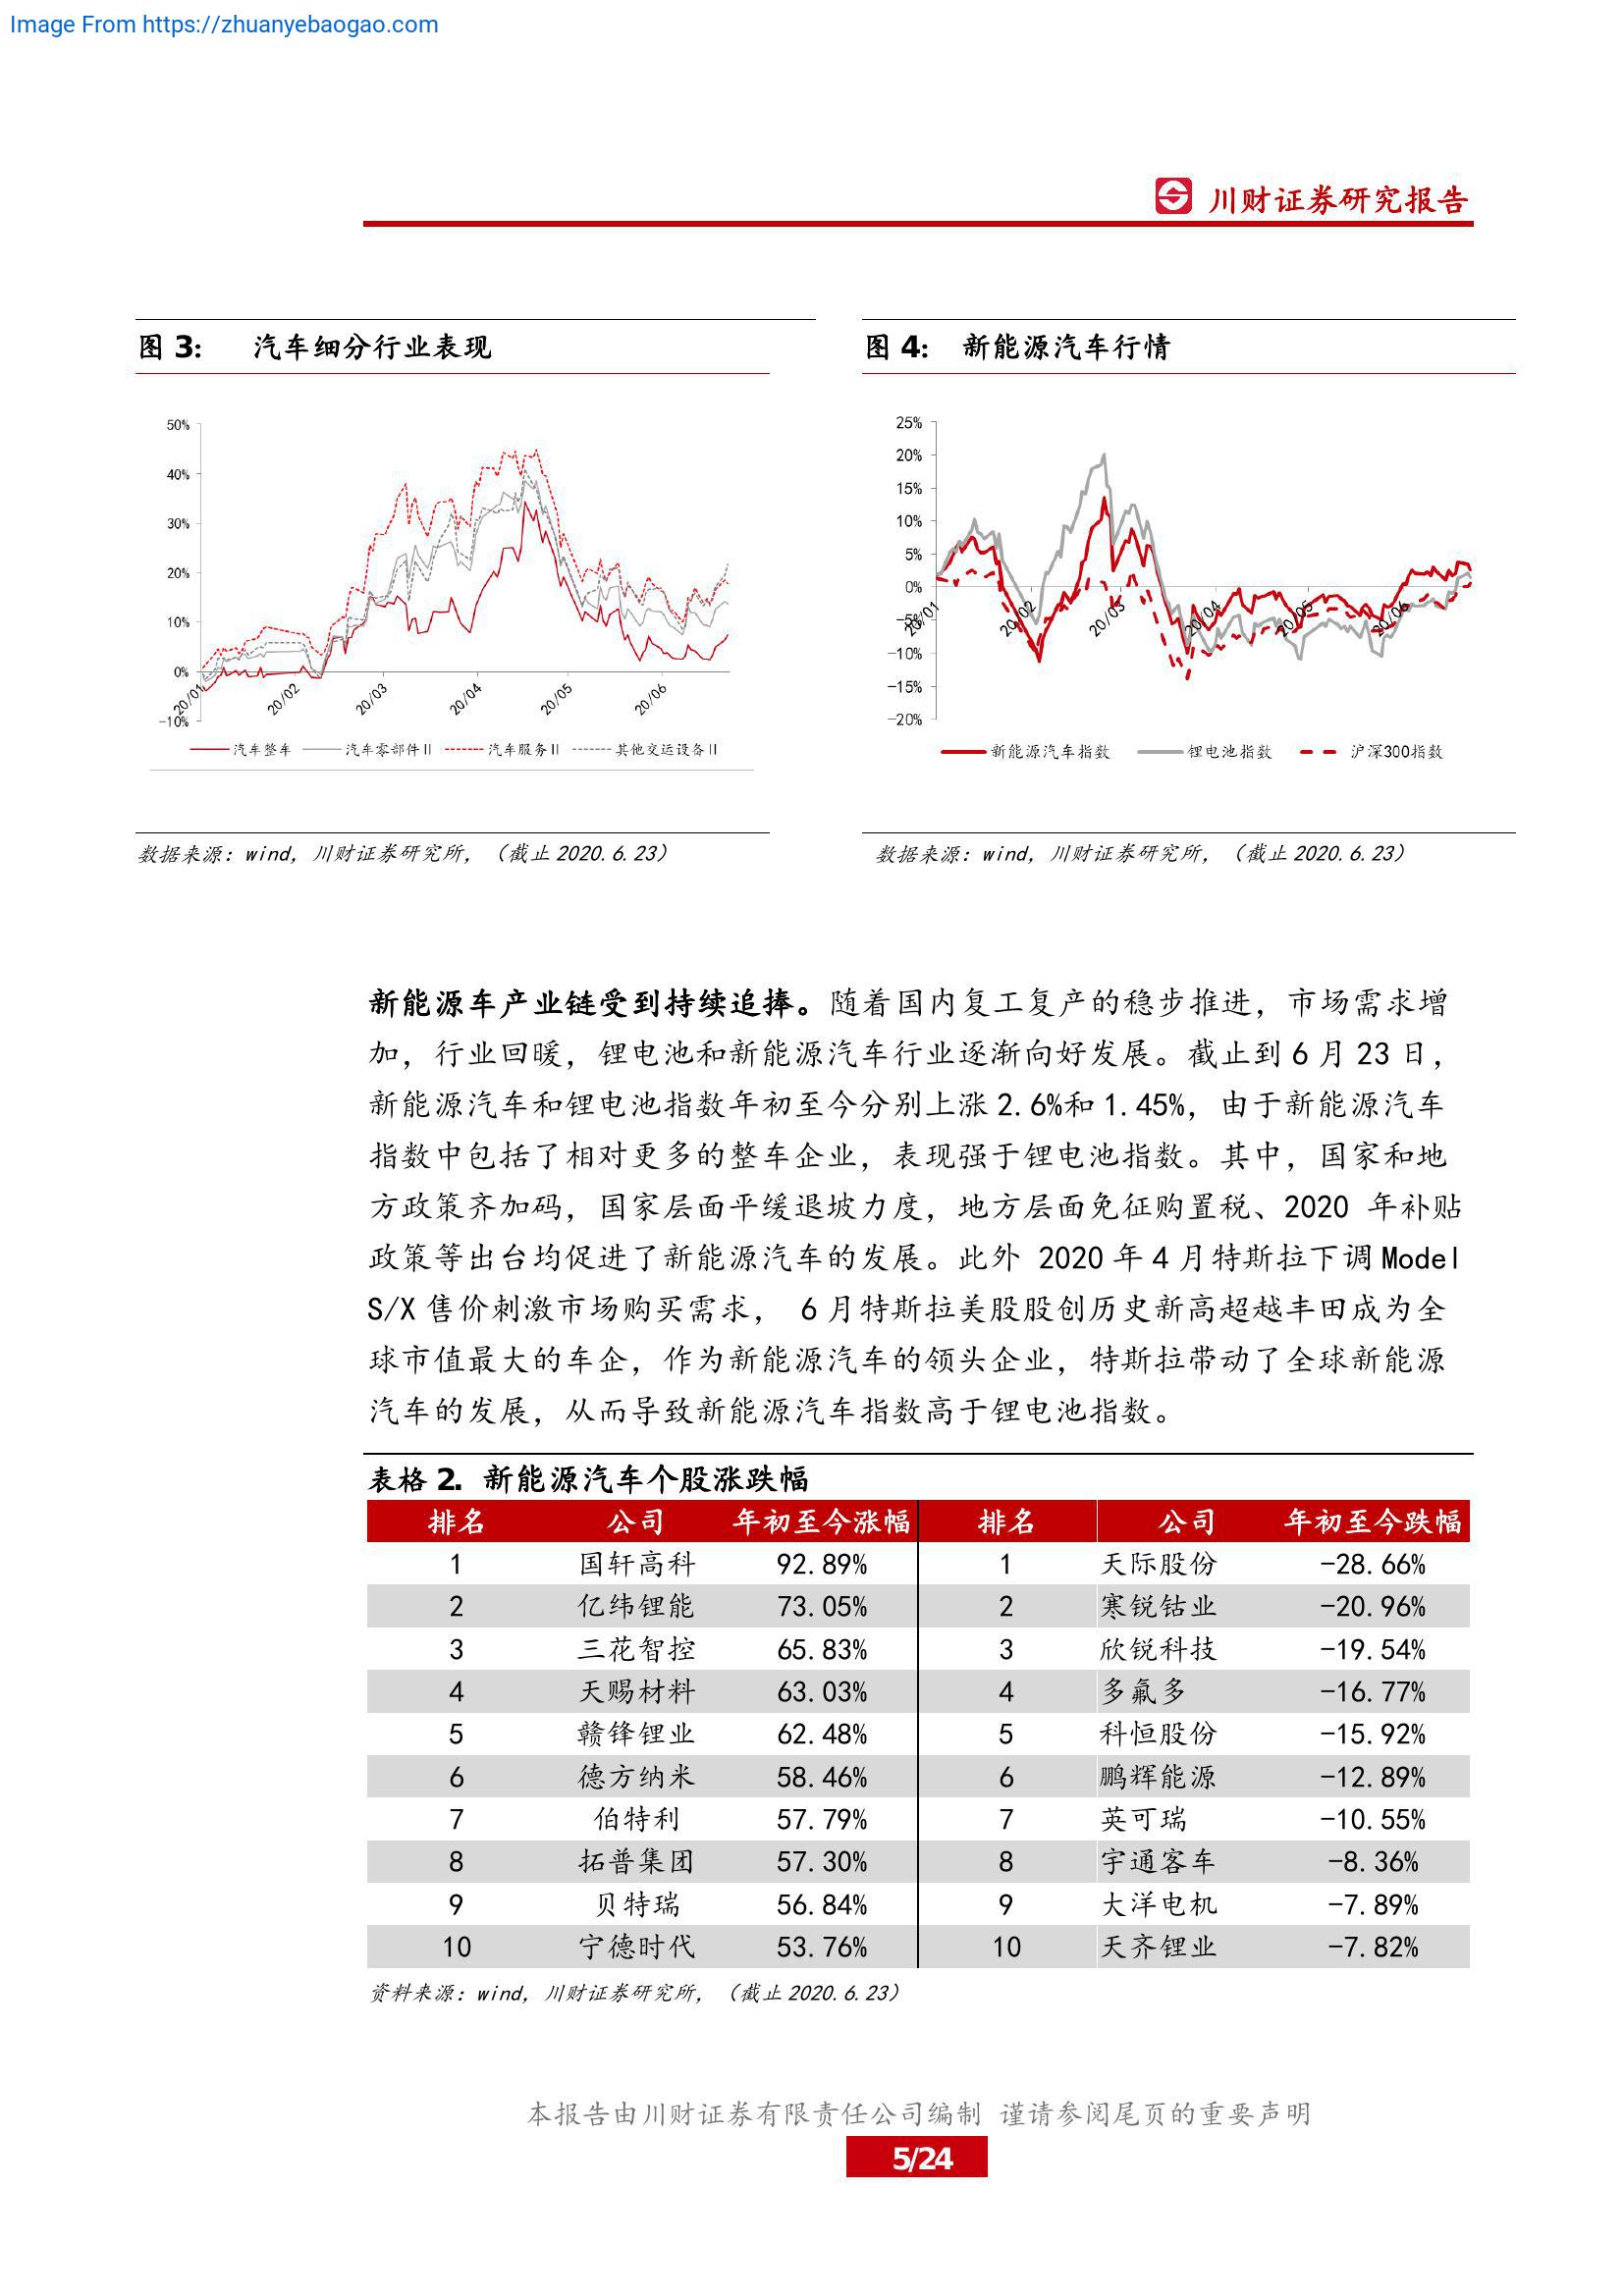 Image From https://zhuanyebaogao.com
川财证券研究报告
图 3: 汽车细分行业表现
50%
40%
30%
20%
10%
0%
-10%
20/01 20/02 20/03 20/04 20/05 20/06
汽车整车 汽车零部件Ⅱ 汽车服务Ⅱ 其他交运设备Ⅱ
数据来源：wind，川财证券研究所，（截止 2020.6.23）
图 4: 新能源汽车行情
25%
20%
15%
10%
5%
0%
-5%
-10%
-15%
-20%
20/01 20/02 20/03 20/04 20/05 20/06
新能源汽车指数 锂电池指数 沪深300指数
数据来源：wind，川财证券研究所，（截止 2020.6.23）
新能源车产业链受到持续追捧。随着国内复工复产的稳步推进，市场需求增
加，行业回暖，锂电池和新能源汽车行业逐渐向好发展。截止到 6 月 23 日，
新能源汽车和锂电池指数年初至今分别上涨 2.6%和 1.45%，由于新能源汽车
指数中包括了相对更多的整车企业，表现强于锂电池指数。其中，国家和地
方政策齐加码，国家层面平缓退坡力度，地方层面免征购置税、2020 年补贴
政策等出台均促进了新能源汽车的发展。此外 2020 年 4 月特斯拉下调 Model
S/X 售价刺激市场购买需求， 6 月特斯拉美股股创历史新高超越丰田成为全
球市值最大的车企，作为新能源汽车的领头企业，特斯拉带动了全球新能源
汽车的发展，从而导致新能源汽车指数高于锂电池指数。
表格 2. 新能源汽车个股涨跌幅
排名 公司 年初至今涨幅 排名 公司 年初至今跌幅
1 国轩高科 92.89% 1 天际股份 -28.66%
2 亿纬锂能 73.05% 2 寒锐钴业 -20.96%
3 三花智控 65.83% 3 欣锐科技 -19.54%
4 天赐材料 63.03% 4 多氟多 -16.77%
5 赣锋锂业 62.48% 5 科恒股份 -15.92%
6 德方纳米 58.46% 6 鹏辉能源 -12.89%
7 伯特利 57.79% 7 英可瑞 -10.55%
8 拓普集团 57.30% 8 宇通客车 -8.36%
9 贝特瑞 56.84% 9 大洋电机 -7.89%
10 宁德时代 53.76% 10 天齐锂业 -7.82%
资料来源：wind，川财证券研究所，（截止 2020.6.23）
本报告由川财证券有限责任公司编制 谨请参阅尾页的重要声明
5/24